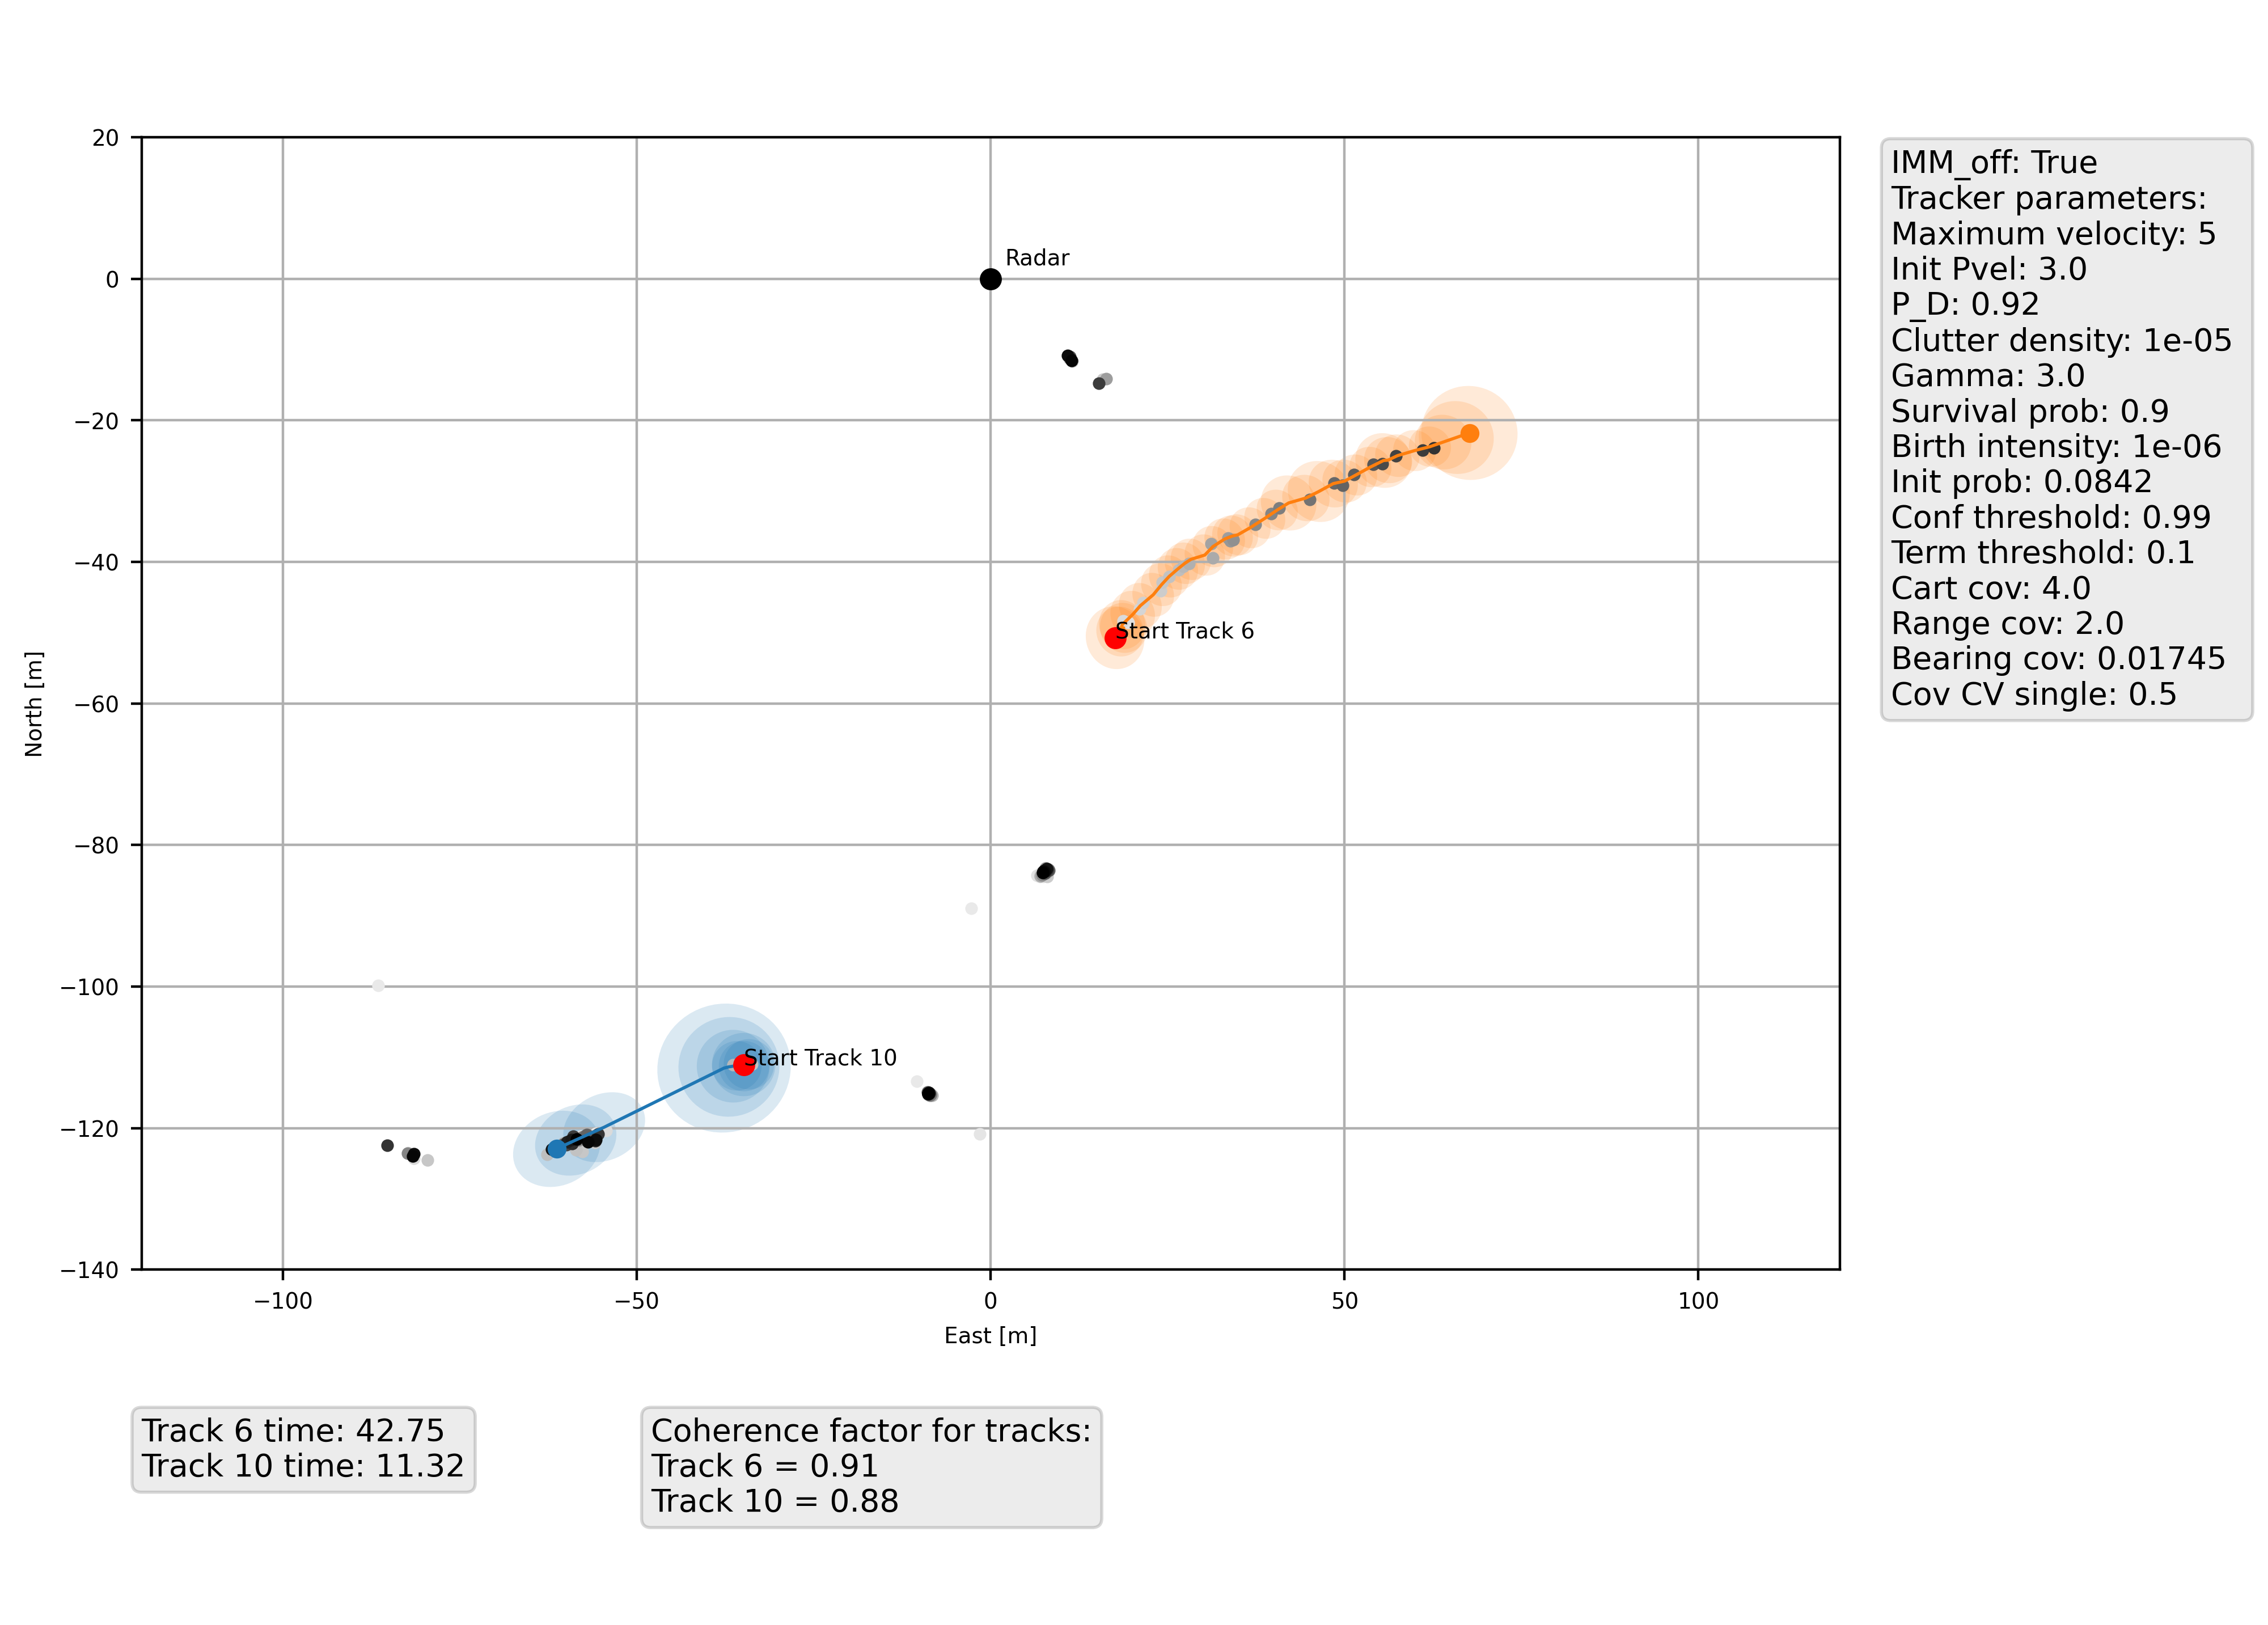 20
0
−20
−40
−60
−80
−100
−120
−140
−100
−50
0
50
100
North [m]
East [m]
Radar
Start Track 6
Start Track 10
IMM_off: True
Tracker parameters:
Maximum velocity: 5
Init Pvel: 3.0
P_D: 0.92
Clutter density: 1e-05
Gamma: 3.0
Survival prob: 0.9
Birth intensity: 1e-06
Init prob: 0.0842
Conf threshold: 0.99
Term threshold: 0.1
Cart cov: 4.0
Range cov: 2.0
Bearing cov: 0.01745
Cov CV single: 0.5
Track 6 time: 42.75
Track 10 time: 11.32
Coherence factor for tracks:
Track 6 = 0.91
Track 10 = 0.88